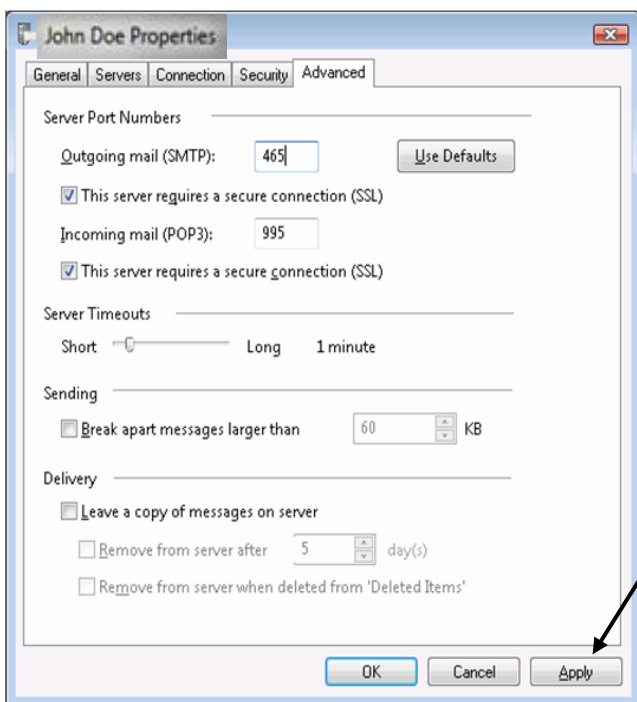 John Doe Properties
General Servers Connection Security Advanced
Server Port Numbers
Outgoing mail (SMTP): 465 Use Defaults
This server requires a secure connection (SSL)
Incoming mail (POP3): 995
This server requires a secure connection (SSL)
Server Timeouts
Short Long 1 minute
Sending
Break apart messages larger than 60 KB
Delivery
Leave a copy of messages on server
Remove from server after 5 day(s)
Remove from server when deleted from 'Deleted Items'
OK Cancel Apply